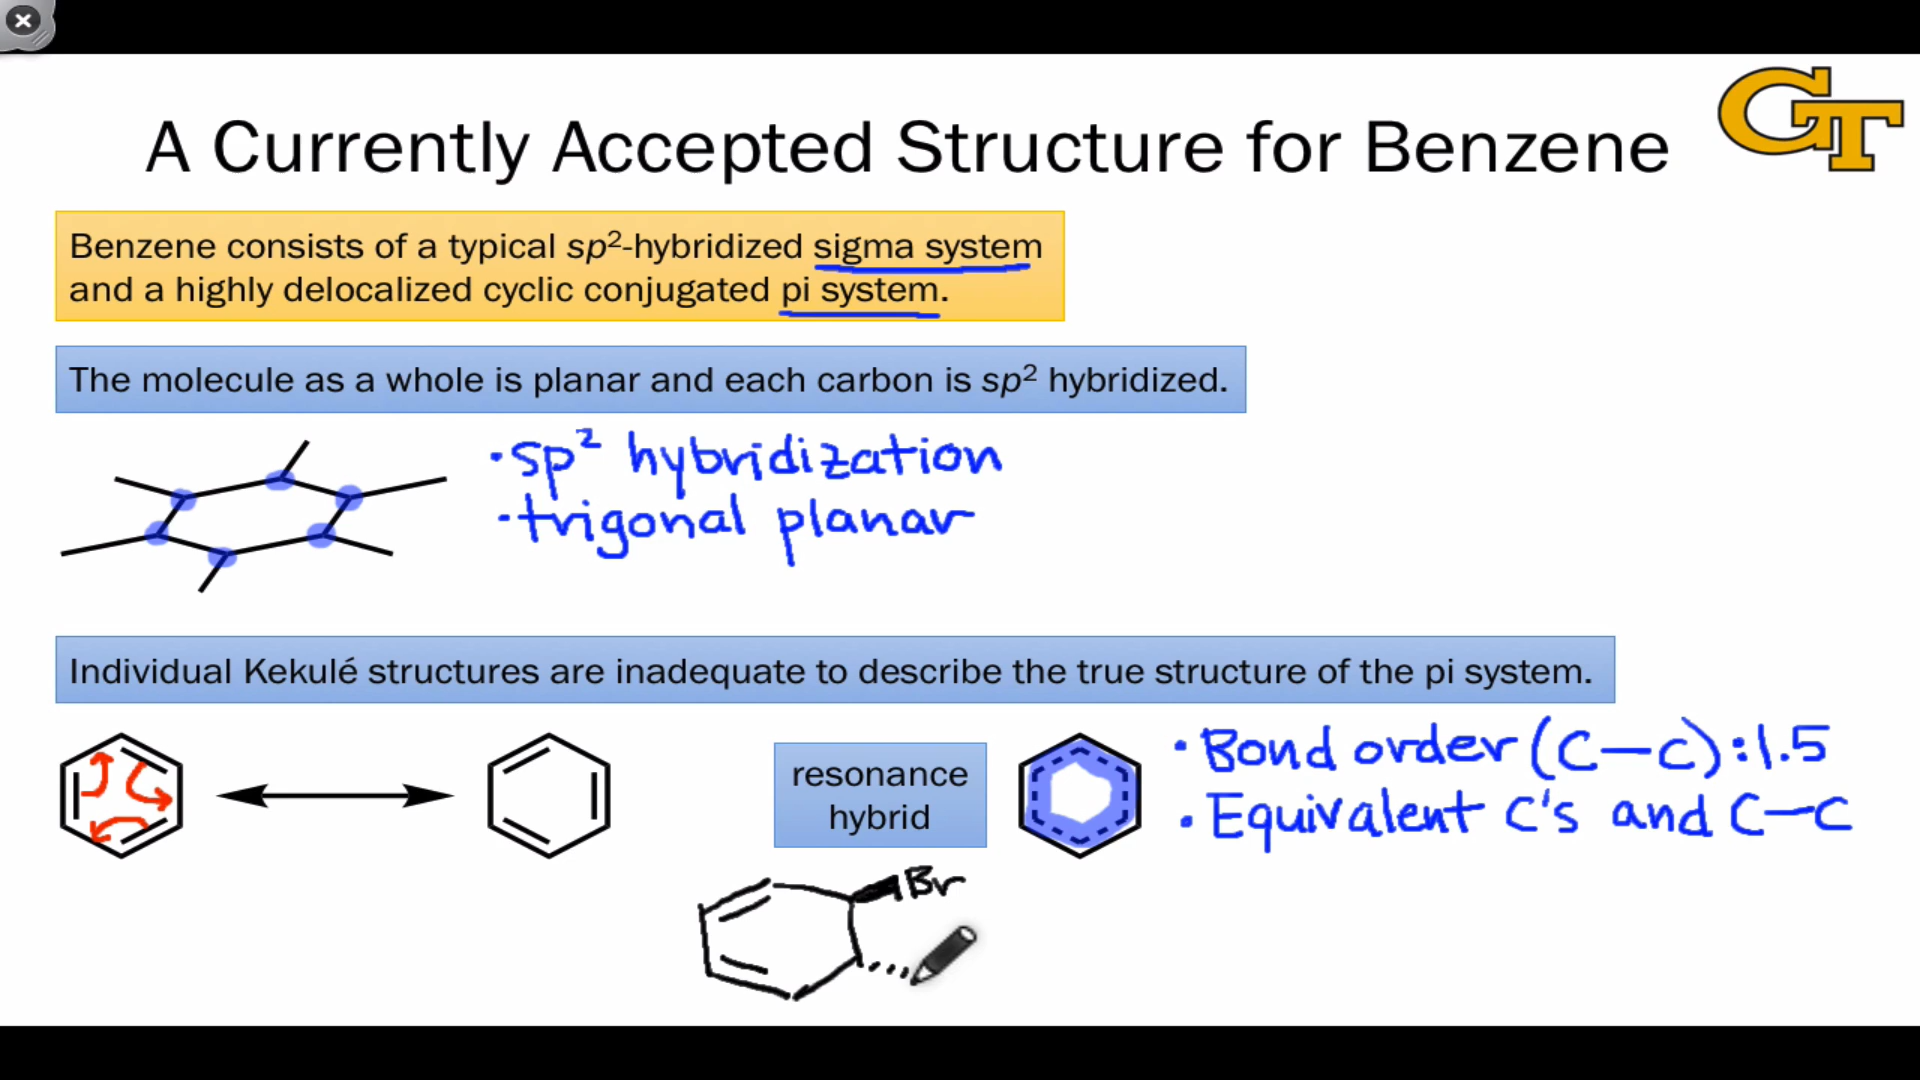 GT
A Currently Accepted Structure for Benzene
Benzene consists of a typical sp²-hybridized sigma system
and a highly delocalized cyclic conjugated pi system.
The molecule as a whole is planar and each carbon is sp² hybridized.
·sp² hybridization
·trigonal planar
Individual Kekulé structures are inadequate to describe the true structure of the pi system.
resonance
hybrid
·Bond order (C—C):1.5
·Equivalent C's and C—C
Br